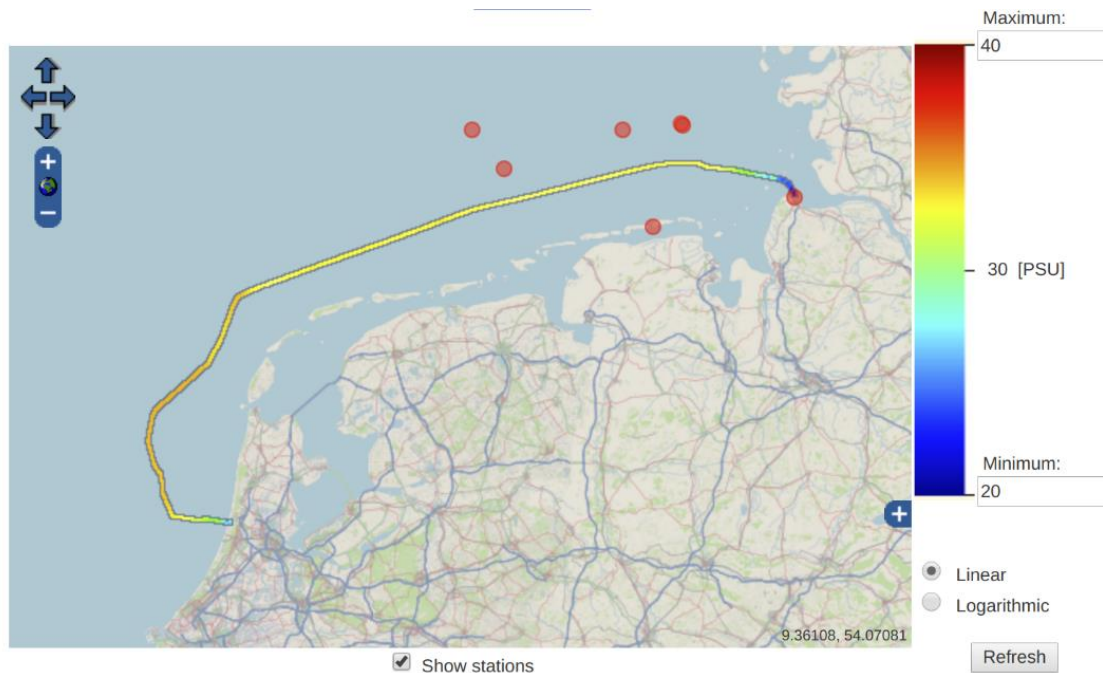 Maximum:
40
30 [PSU]
Minimum:
20
9.36108, 54.07081
Linear
Logarithmic
Show stations
Refresh